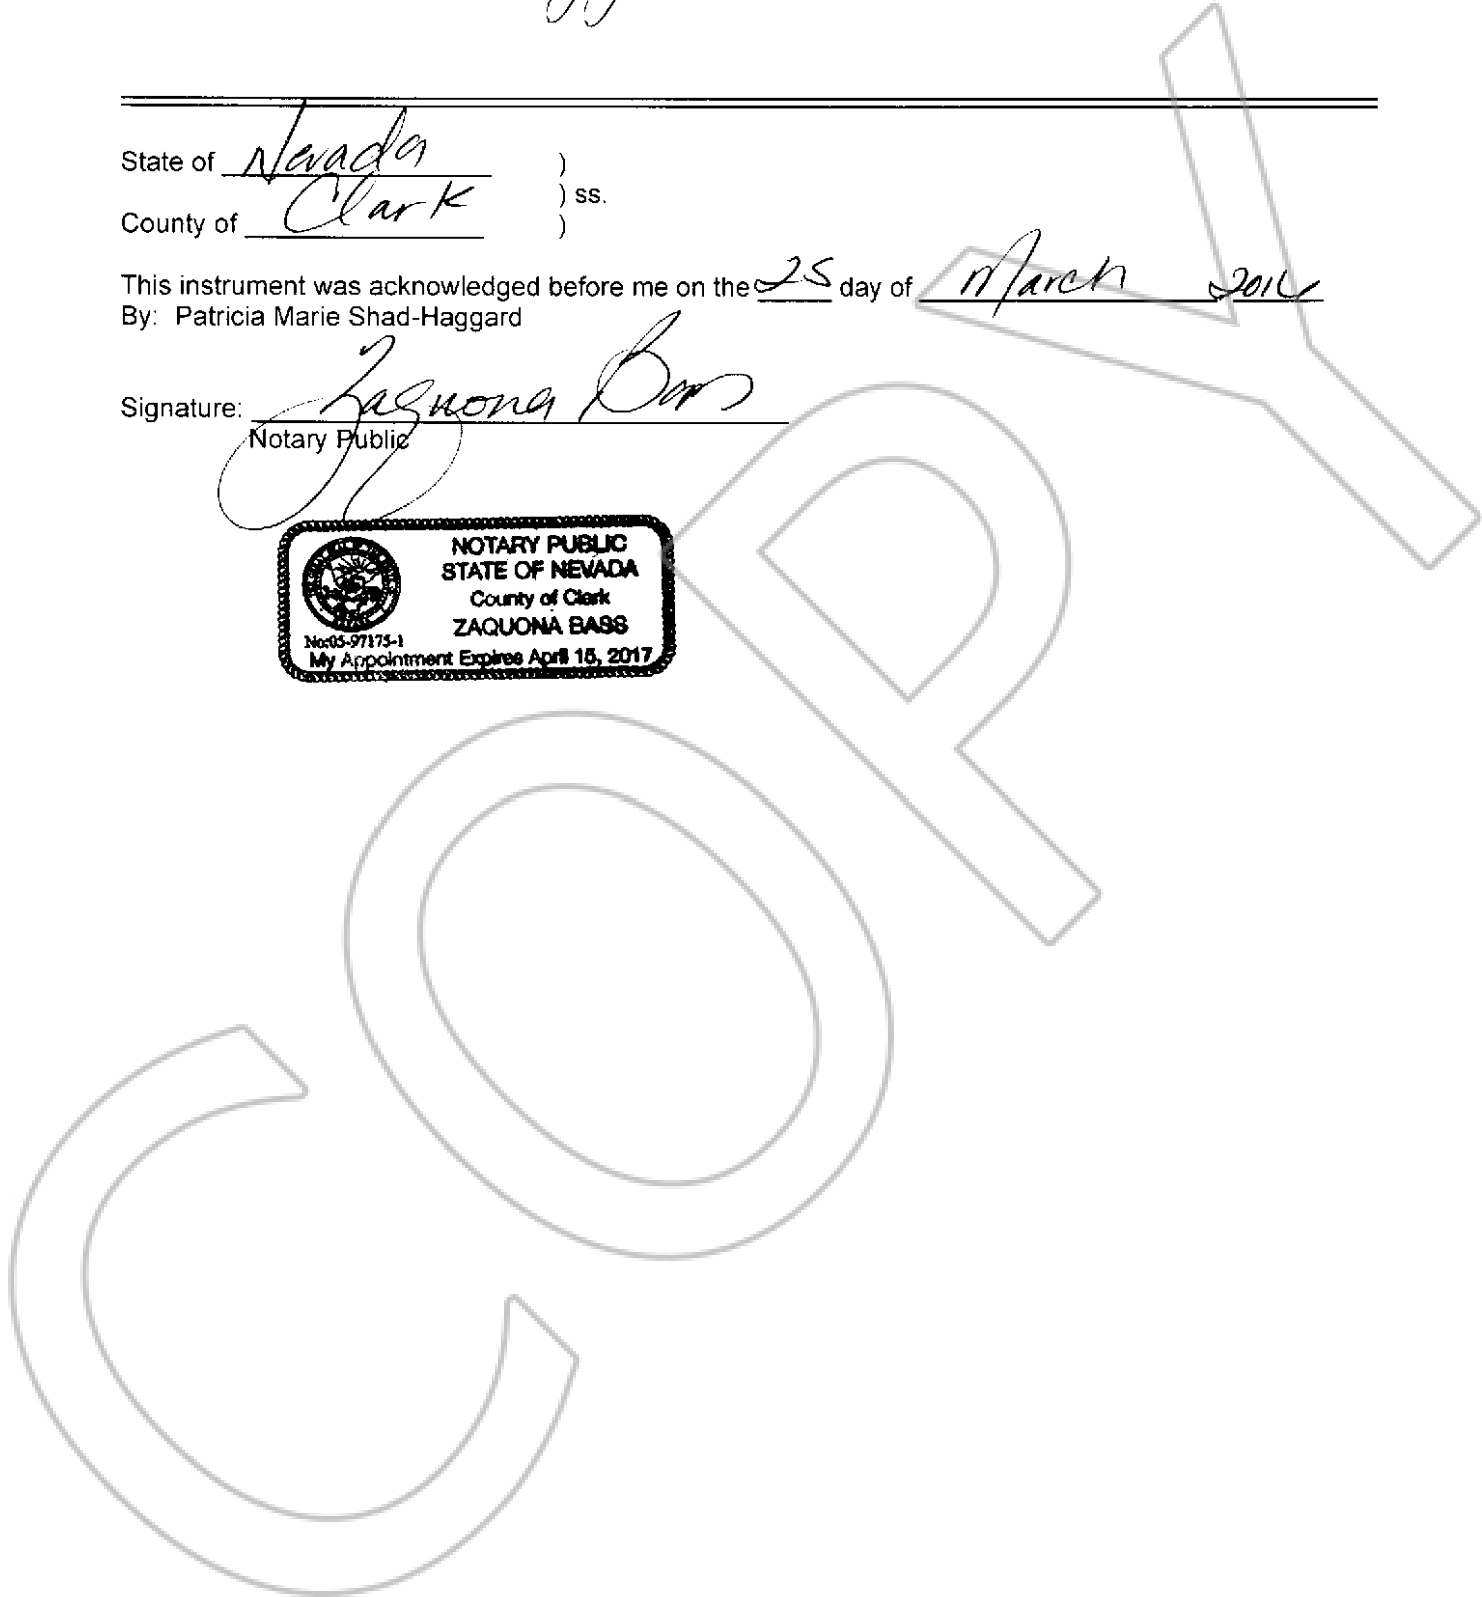 State of Nevada )
) ss.
County of Clark )
This instrument was acknowledged before me on the 25 day of March
By: Patricia Marie Shad-Haggard
Signature: Zaquona Bass
Notary Public
NOTARY PUBLIC
STATE OF NEVADA
County of Clark
ZAQUONA BASS
No:05-97175-1
My Appointment Expires April 15, 2017
COPY